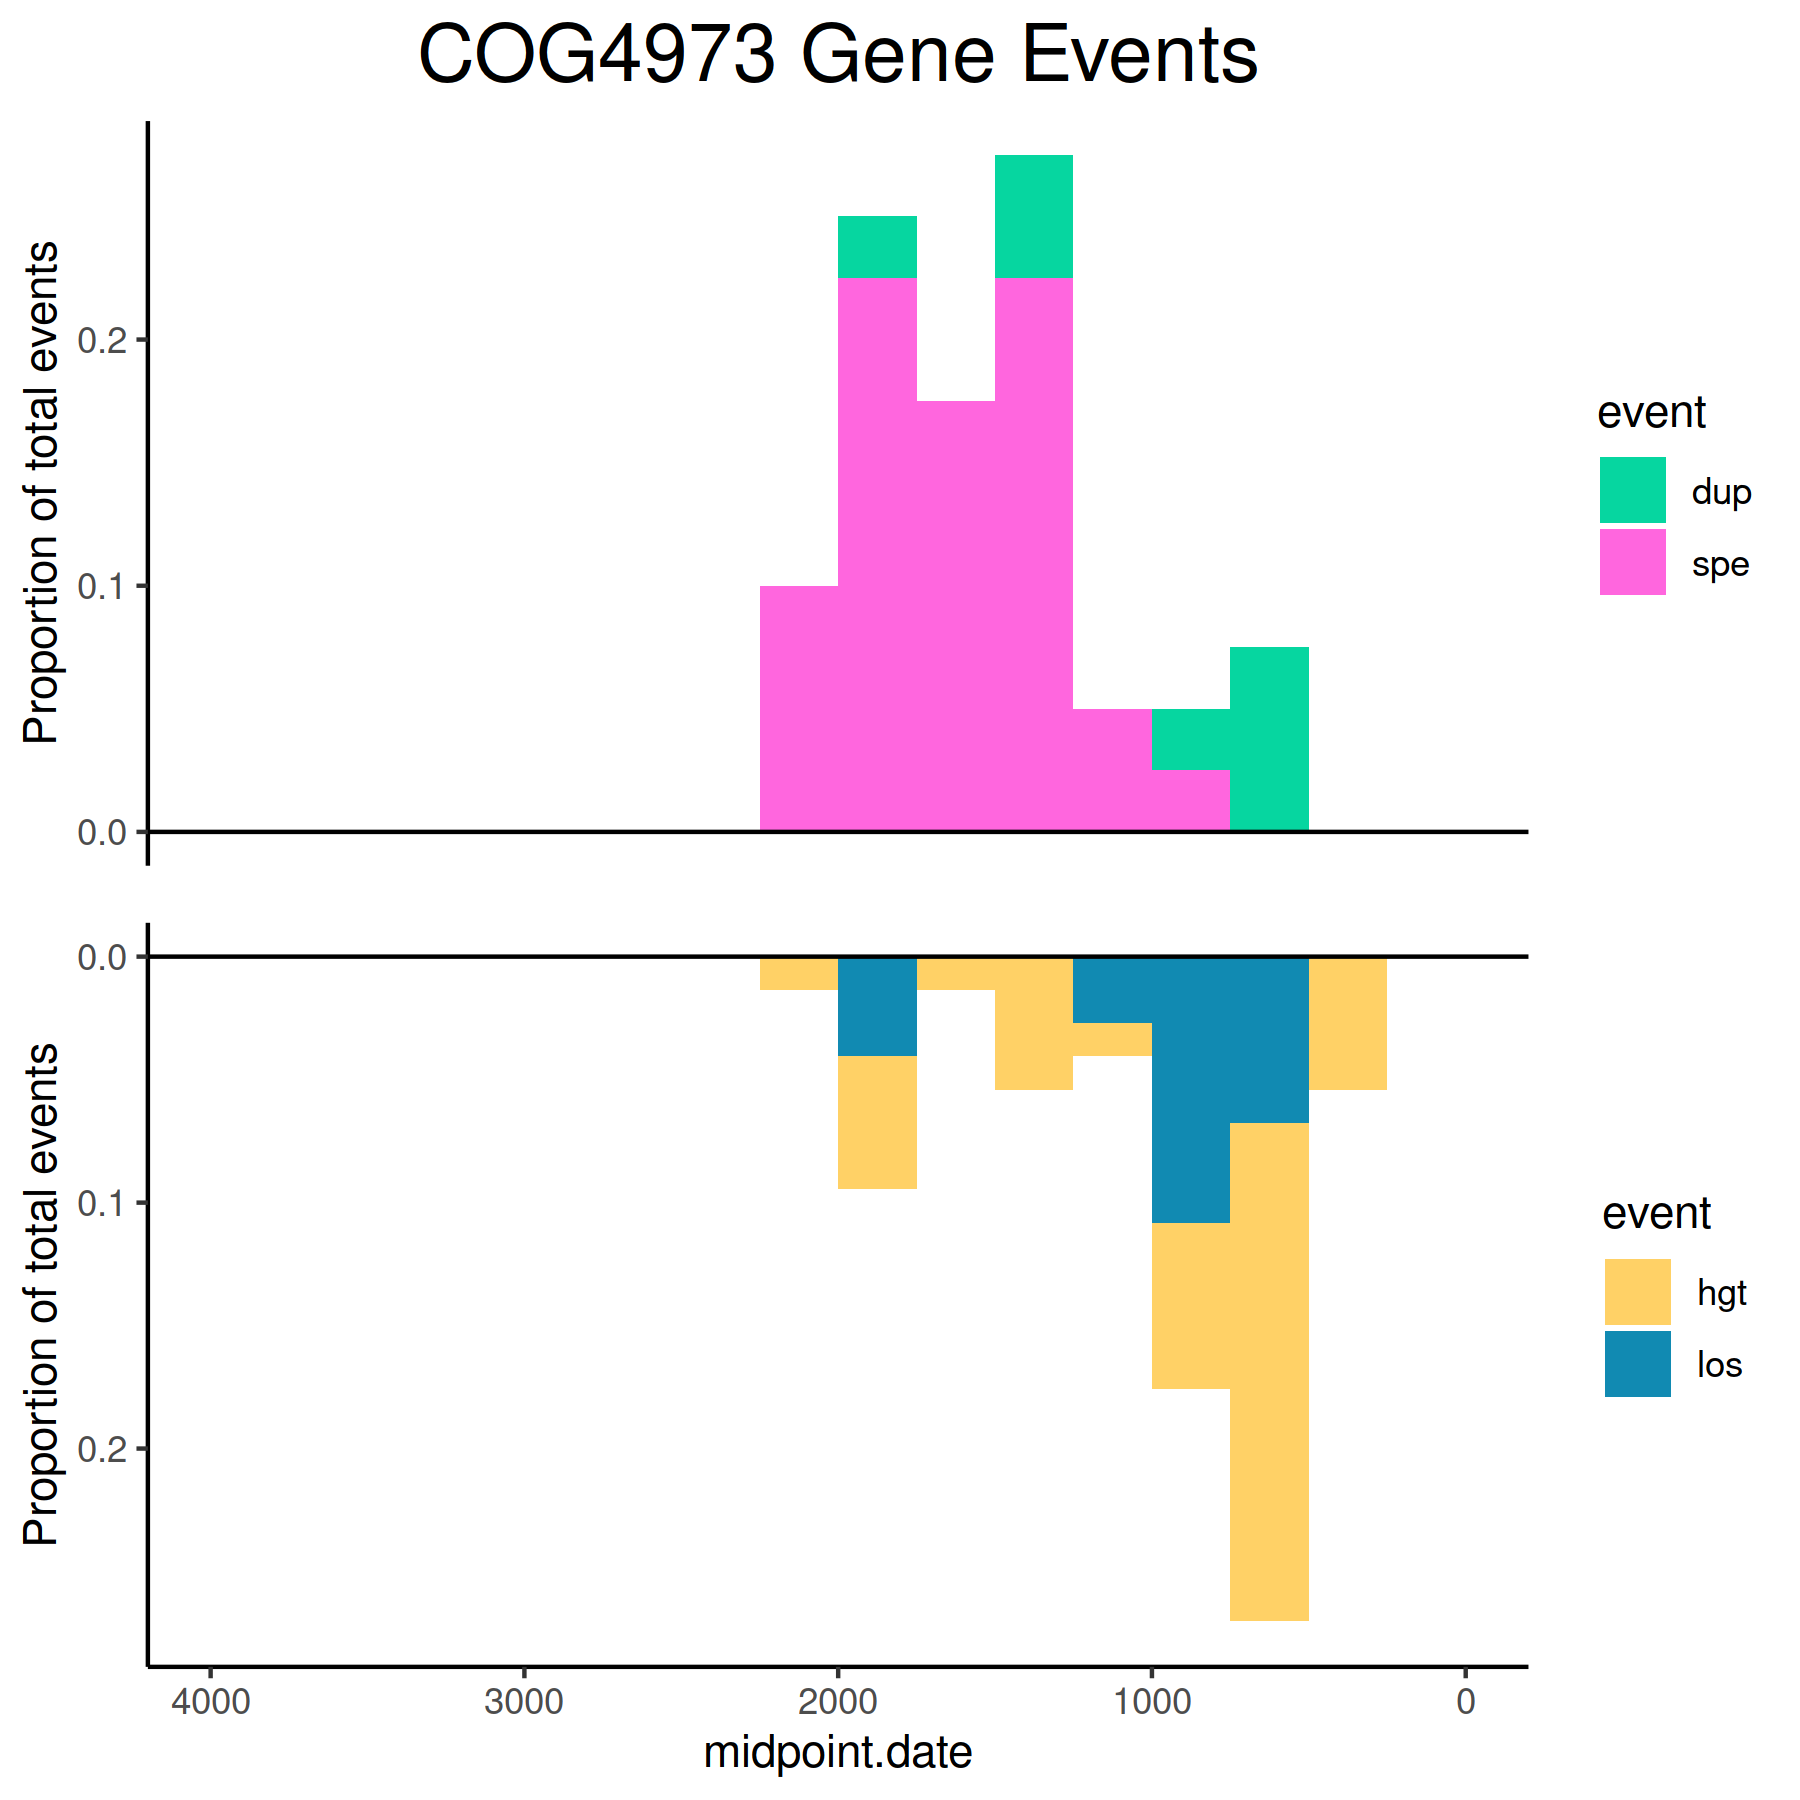 COG4973 Gene Events
Proportion of total events
0.2
0.1
0.0
event
dup
spe
Proportion of total events
0.0
0.1
0.2
event
hgt
los
4000 3000 2000 1000 0
midpoint.date